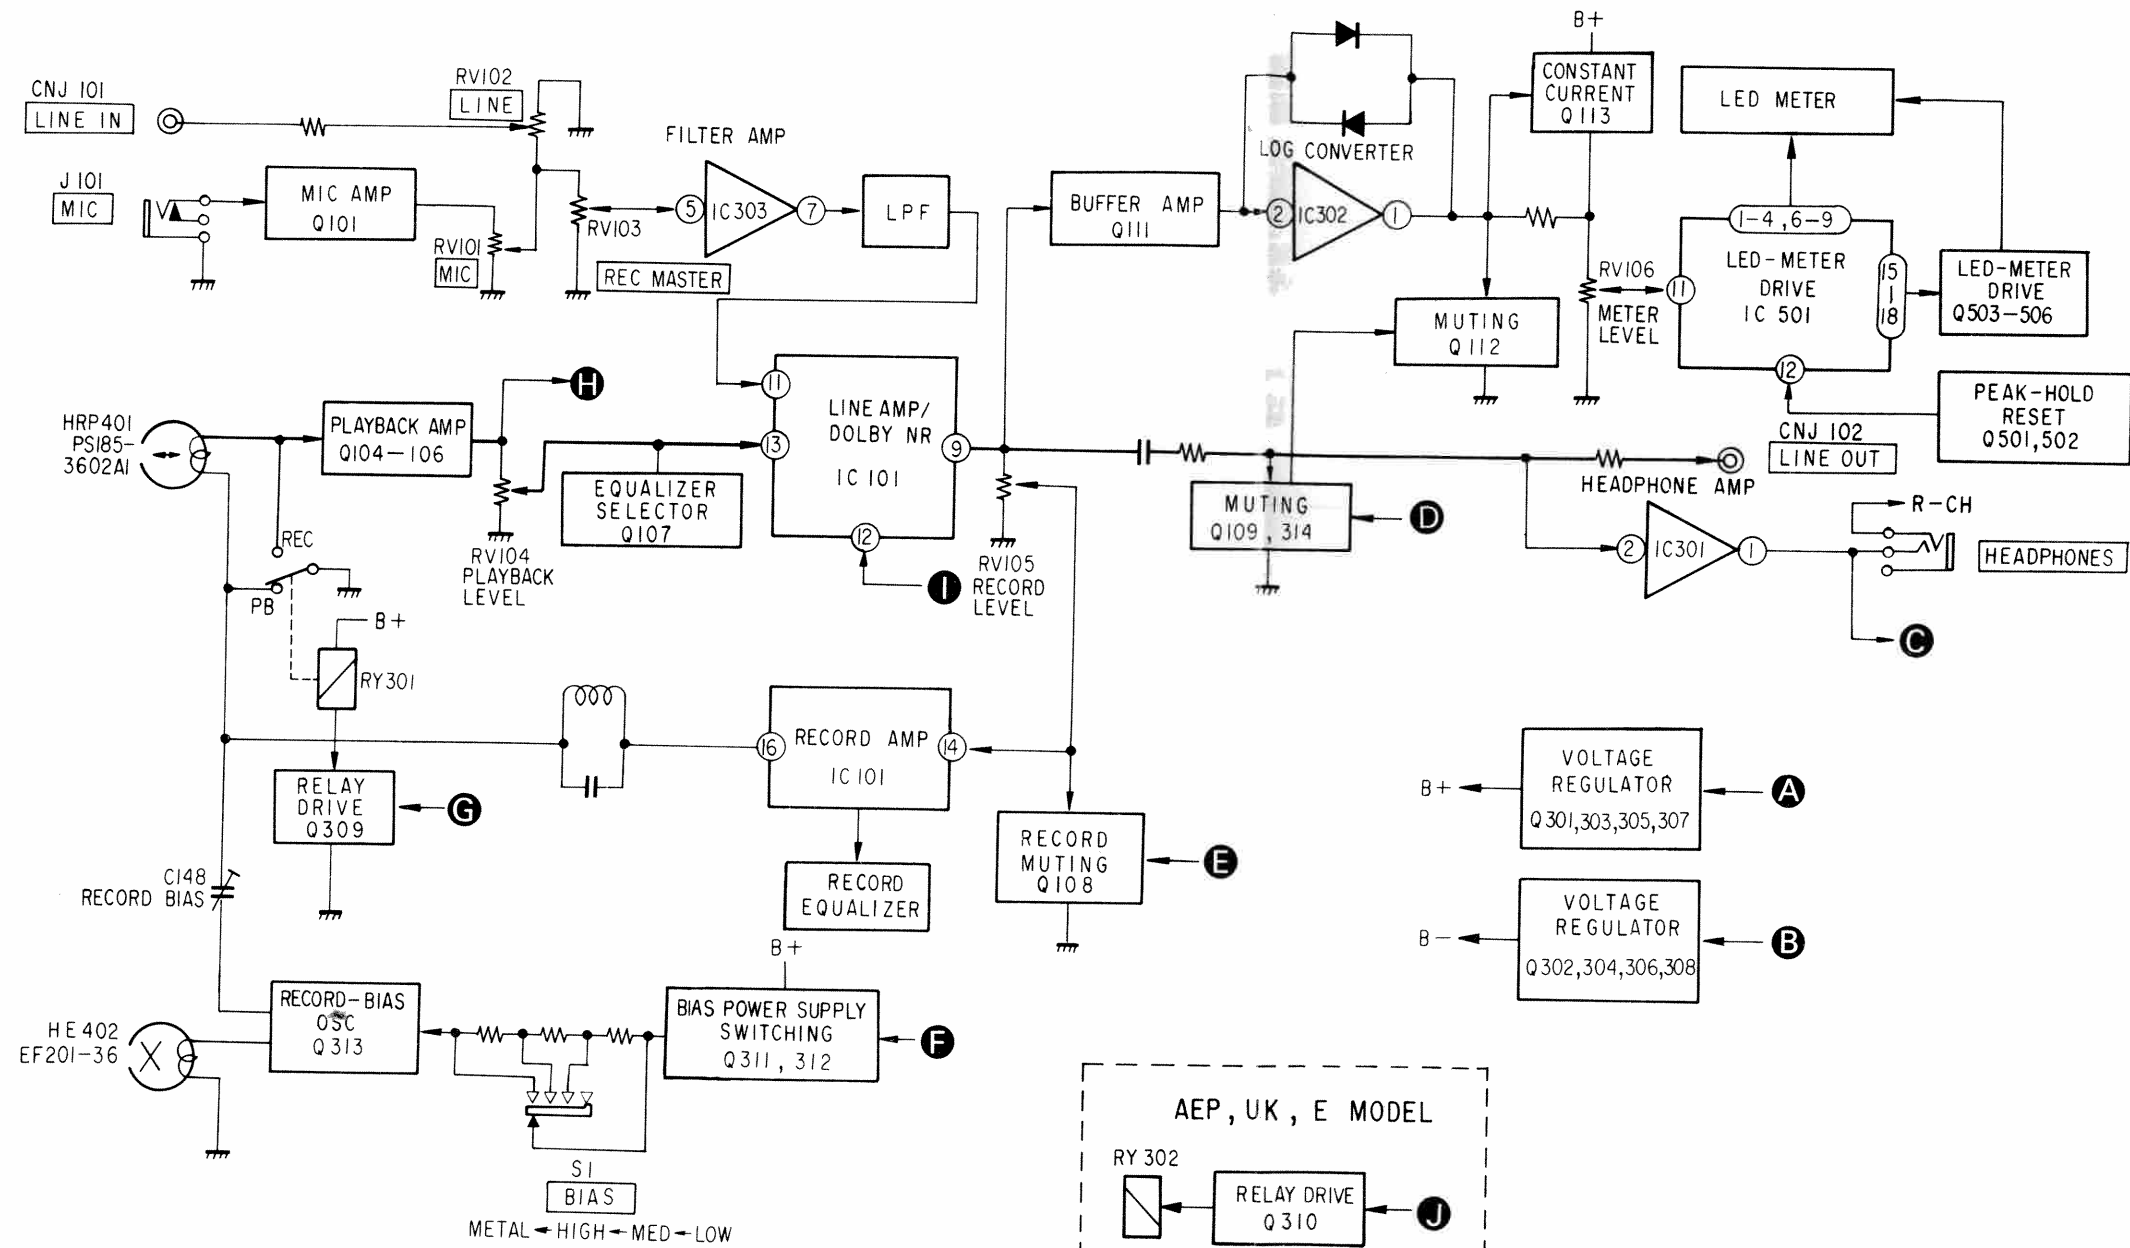 CNJ 101
LINE IN
RV102
LINE
J 101
MIC
MIC AMP
Q101
RV101
MIC
RV103
REC MASTER
FILTER AMP
5
IC303
7
LPF
BUFFER AMP
Q111
LOG CONVERTER
2
IC302
1
B+
CONSTANT
CURRENT
Q113
LED METER
1-4,6-9
LED-METER
DRIVE
IC 501
11
15
|
18
12
LED-METER
DRIVE
Q503-506
RV106
METER
LEVEL
MUTING
Q112
PEAK-HOLD
RESET
Q501,502
HRP401
PS185-
3602A1
PLAYBACK AMP
Q104-106
H
RV104
PLAYBACK
LEVEL
EQUALIZER
SELECTOR
Q107
11
13
LINE AMP/
DOLBY NR
IC 101
9
12
I
RV105
RECORD
LEVEL
MUTING
Q109, 314
D
CNJ 102
LINE OUT
HEADPHONE AMP
2
IC301
1
R-CH
HEADPHONES
C
REC
PB
B+
RY301
RELAY
DRIVE
Q309
G
16
RECORD AMP
IC101
14
RECORD
EQUALIZER
RECORD
MUTING
Q108
E
B+
VOLTAGE
REGULATOR
Q301,303,305,307
A
B-
VOLTAGE
REGULATOR
Q302,304,306,308
B
C148
RECORD BIAS
HE402
EF201-36
RECORD-BIAS
OSC
Q313
B+
BIAS POWER SUPPLY
SWITCHING
Q311, 312
F
S1
BIAS
METAL←HIGH←MED←LOW
AEP, UK, E MODEL
RY 302
RELAY DRIVE
Q310
J